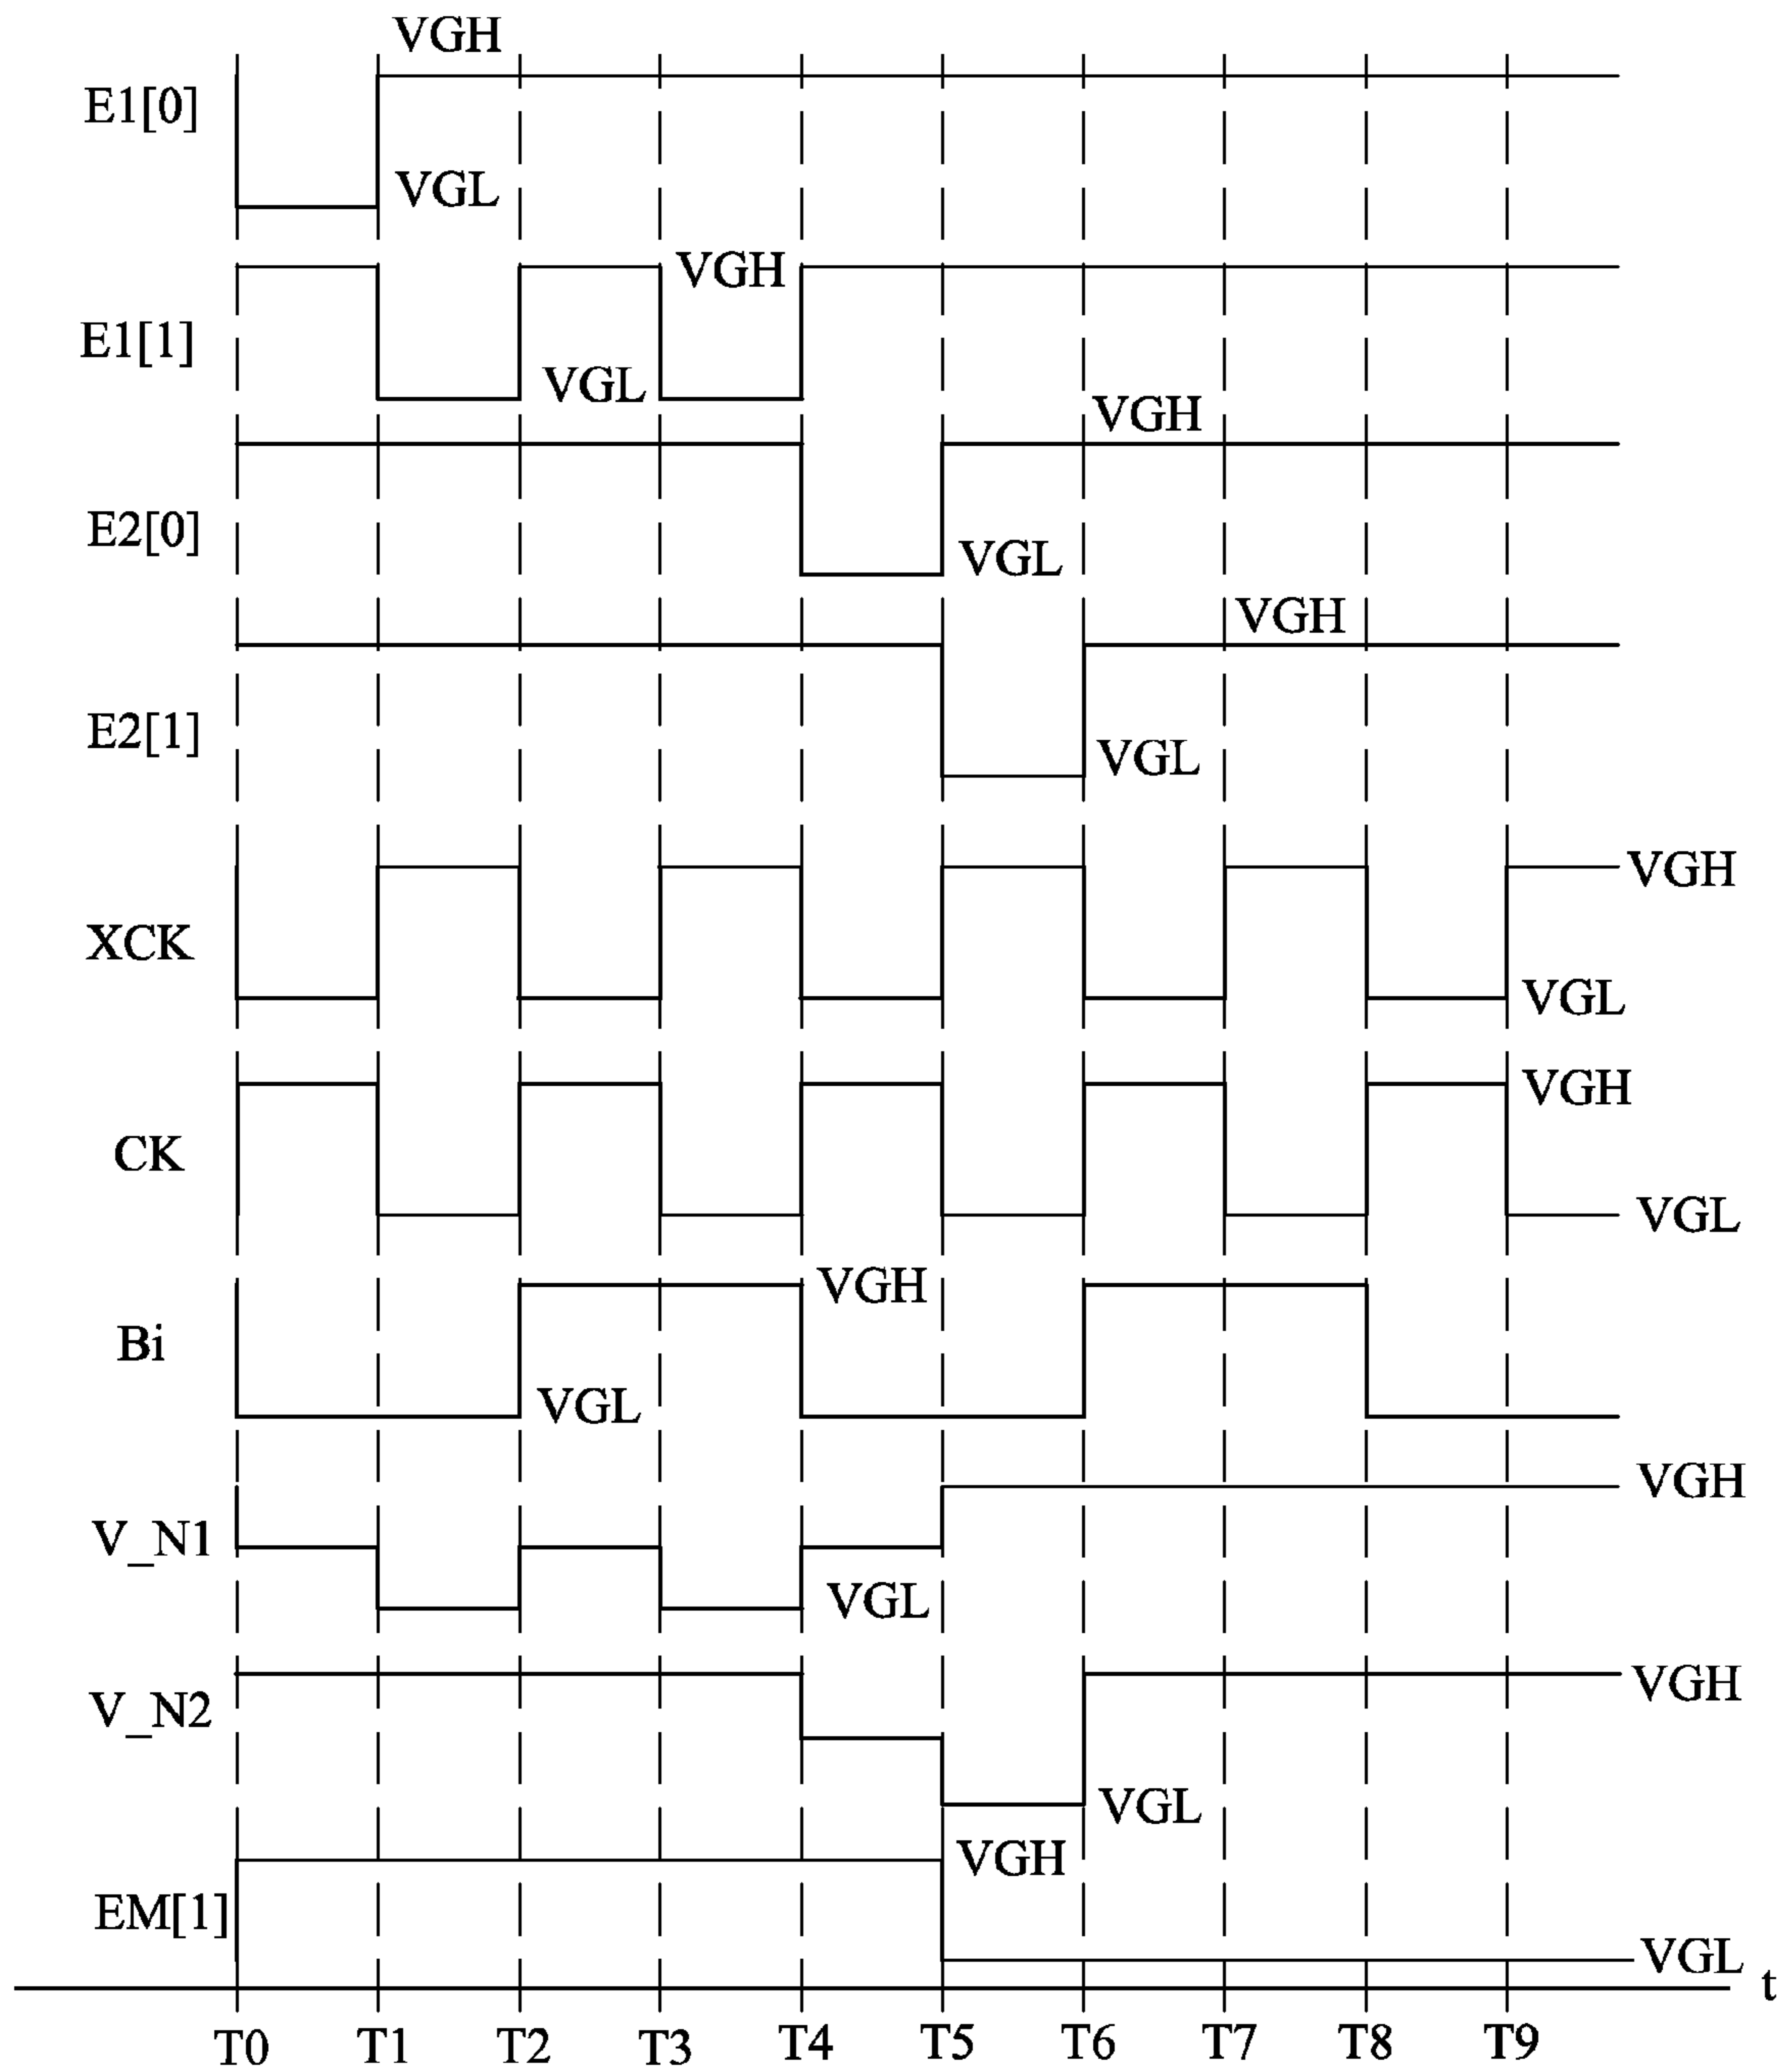 VGH
E1[0]
VGL
VGH
E1[1]
VGL
VGH
E2[0]
VGL
VGH
E2[1]
VGL
VGH
XCK
VGL
VGH
CK
VGL
VGH
Bi
VGL
VGH
V_N1
VGL
VGH
V_N2
VGL
VGH
EM[1]
VGL
t
T0 T1 T2 T3 T4 T5 T6 T7 T8 T9